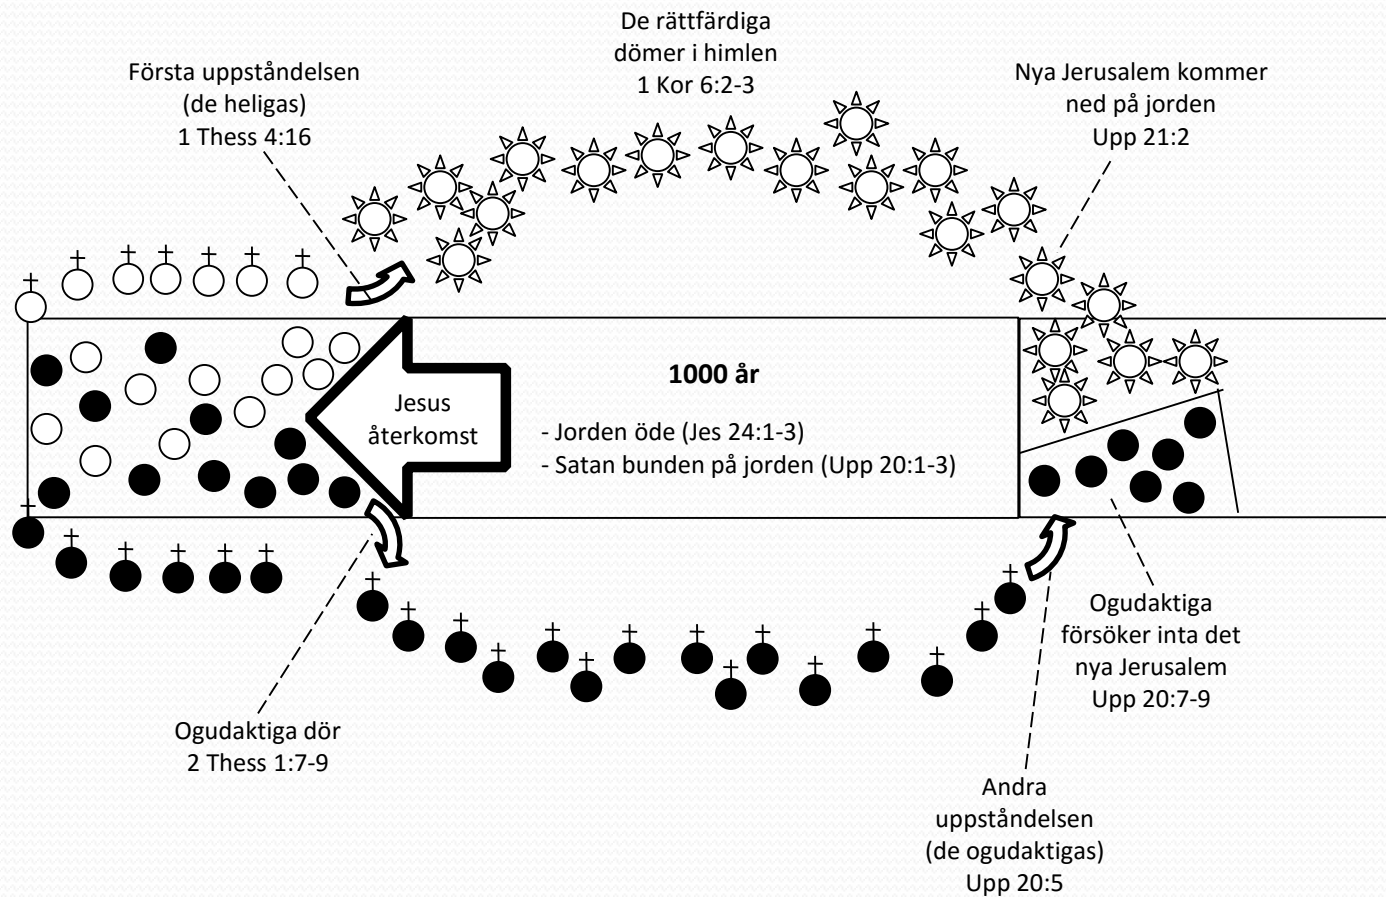 De rättfärdiga
dömer i himlen
1 Kor 6:2-3
Första uppståndelsen
(de heligas)
1 Thess 4:16
Nya Jerusalem kommer
ned på jorden
Upp 21:2
Jesus
återkomst
1000 år
- Jorden öde (Jes 24:1-3)
- Satan bunden på jorden (Upp 20:1-3)
Ogudaktiga dör
2 Thess 1:7-9
Ogudaktiga
försöker inta det
nya Jerusalem
Upp 20:7-9
Andra
uppståndelsen
(de ogudaktigas)
Upp 20:5